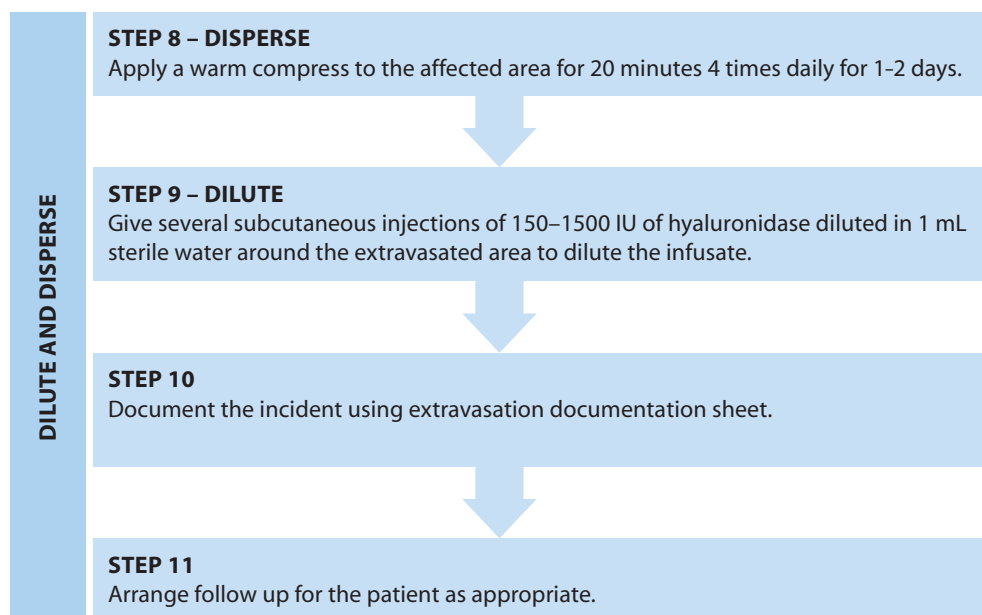 DILUTE AND DISPERSE
STEP 8 – DISPERSE
Apply a warm compress to the affected area for 20 minutes 4 times daily for 1-2 days.
STEP 9 – DILUTE
Give several subcutaneous injections of 150–1500 IU of hyaluronidase diluted in 1 mL
sterile water around the extravasated area to dilute the infusate.
STEP 10
Document the incident using extravasation documentation sheet.
STEP 11
Arrange follow up for the patient as appropriate.